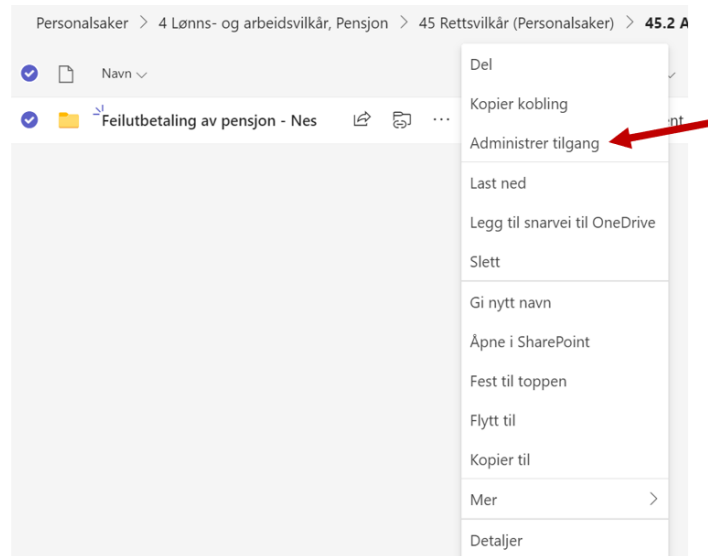 Personalsaker > 4 Lønns- og arbeidsvilkår, Pensjon > 45 Rettsvilkår (Personalsaker) > 45.2 A
Navn
Feilutbetaling av pensjon - Nes
Del
Kopier kobling
Administrer tilgang
Last ned
Legg til snarvei til OneDrive
Slett
Gi nytt navn
Åpne i SharePoint
Fest til toppen
Flytt til
Kopier til
Mer
Detaljer